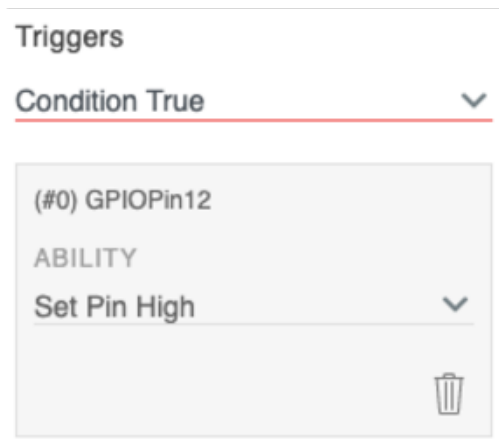 Triggers
Condition True
(#0) GPIOPin12
ABILITY
Set Pin High